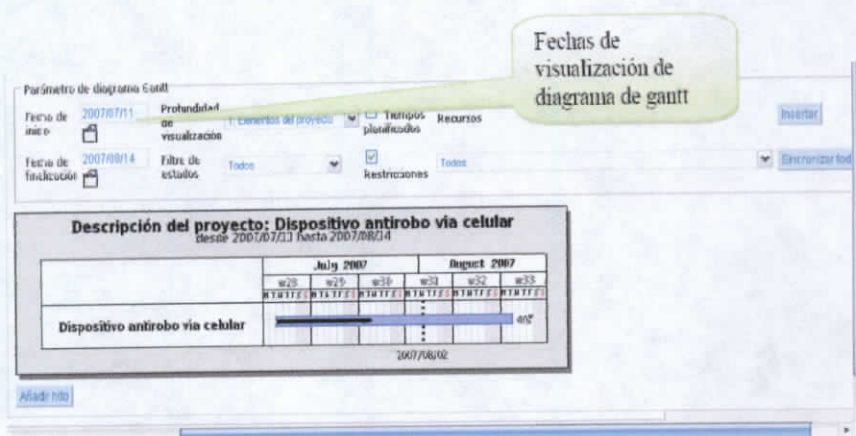 Fechas de
visualización de
diagrama de gantt
Parámetro de diagrama Gantt
Fecha de
inicio
2007/07/11
Profundidad
de
visualización
1: Elementos del proyecto
Tiempos
planificados
Recursos
Insertar
Fecha de
finalización
2007/08/14
Filtre de
estados
Todos
Restricciones
Todos
Sincronizar tod
Descripción del proyecto: Dispositivo antirobo via celular
desde 2007/07/11 hasta 2007/08/14
July 2007 August 2007
w28 w29 w30 w31 w32 w33
M T W T F S S M T W T F S S M T W T F S S M T W T F S S M T W T F S S M T W T F S S
Dispositivo antirobo via celular
2007/08/02
Añadir hito